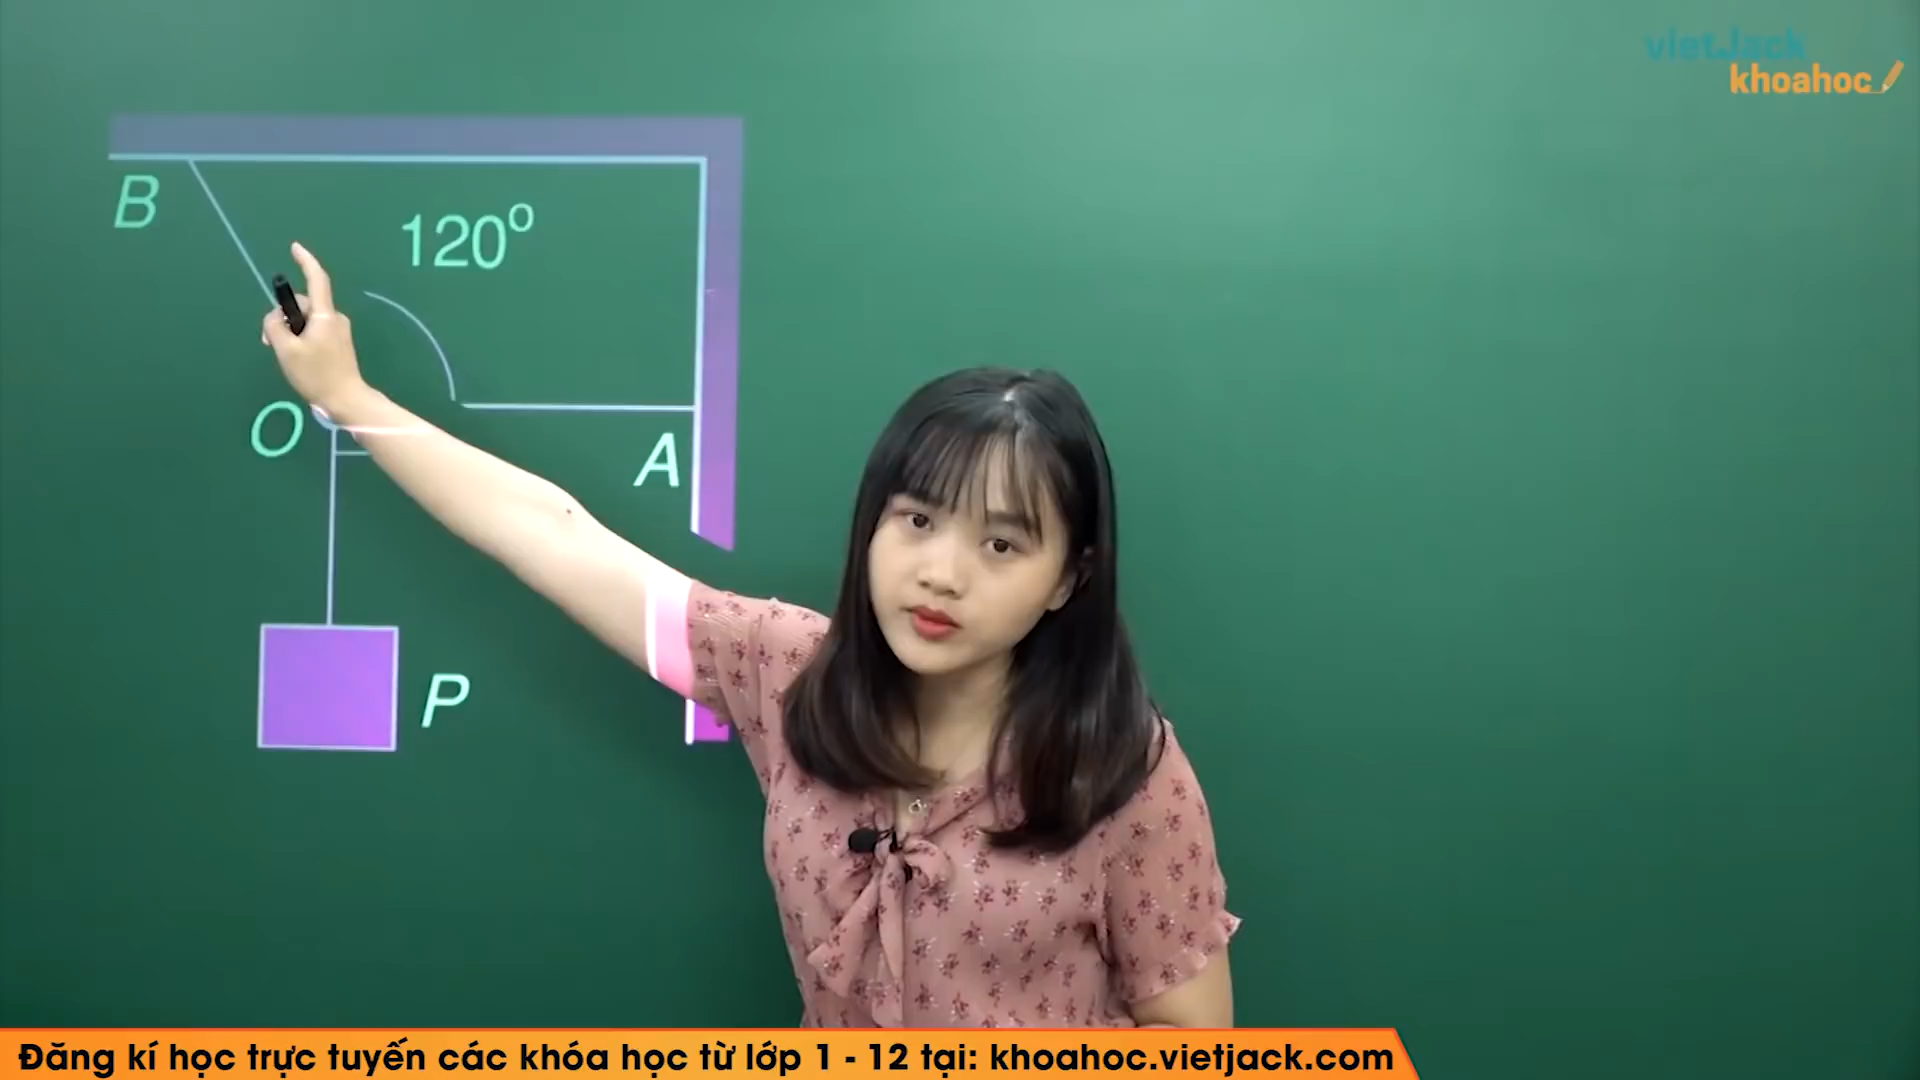 vietJack
khoahoc
B
120°
O
A
P
Đăng kí học trực tuyến các khóa học từ lớp 1 - 12 tại: khoahoc.vietjack.com